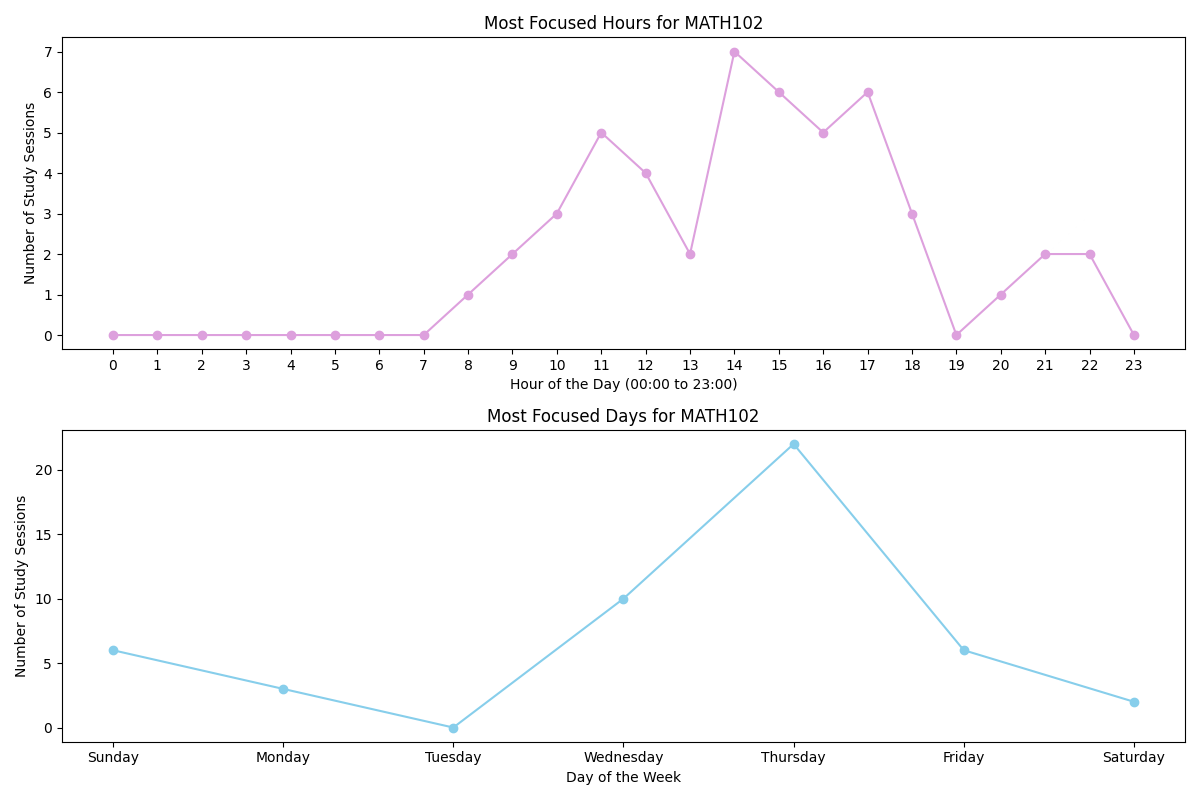 Most Focused Hours for MATH102
Number of Study Sessions
7
6
5
4
3
2
1
0
0 1 2 3 4 5 6 7 8 9 10 11 12 13 14 15 16 17 18 19 20 21 22 23
Hour of the Day (00:00 to 23:00)
Most Focused Days for MATH102
Number of Study Sessions
20
15
10
5
0
Sunday Monday Tuesday Wednesday Thursday Friday Saturday
Day of the Week